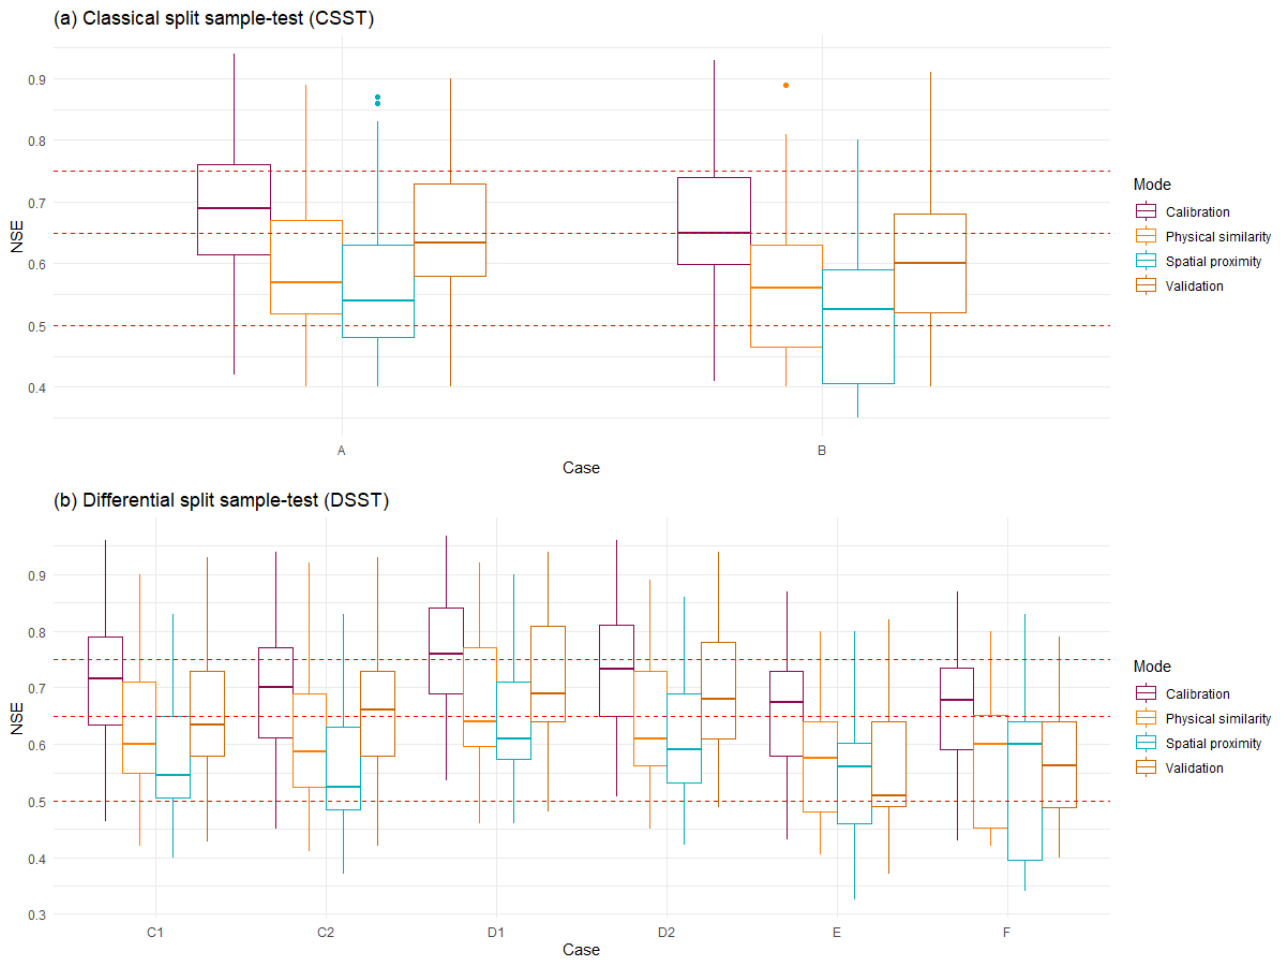 (a) Classical split sample-test (CSST)
0.9
0.8
0.7
0.6
0.5
0.4
NSE
A
B
Case
Mode
Calibration
Physical similarity
Spatial proximity
Validation
(b) Differential split sample-test (DSST)
0.9
0.8
0.7
0.6
0.5
0.4
0.3
NSE
C1
C2
D1
D2
E
F
Case
Mode
Calibration
Physical similarity
Spatial proximity
Validation